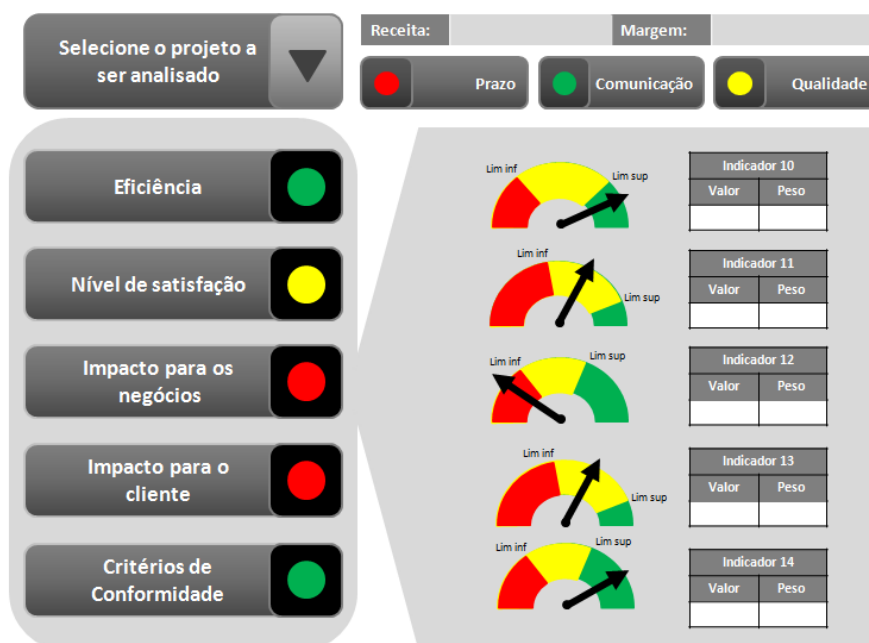 Selecione o projeto a
ser analisado
Receita:
Margem:
Prazo
Comunicação
Qualidade
Eficiência
Nível de satisfação
Impacto para os
negócios
Impacto para o
cliente
Critérios de
Conformidade
Lim inf
Lim sup
Indicador 10
Valor Peso
Lim inf
Lim sup
Indicador 11
Valor Peso
Lim inf
Lim sup
Indicador 12
Valor Peso
Lim inf
Lim sup
Indicador 13
Valor Peso
Lim inf
Lim sup
Indicador 14
Valor Peso